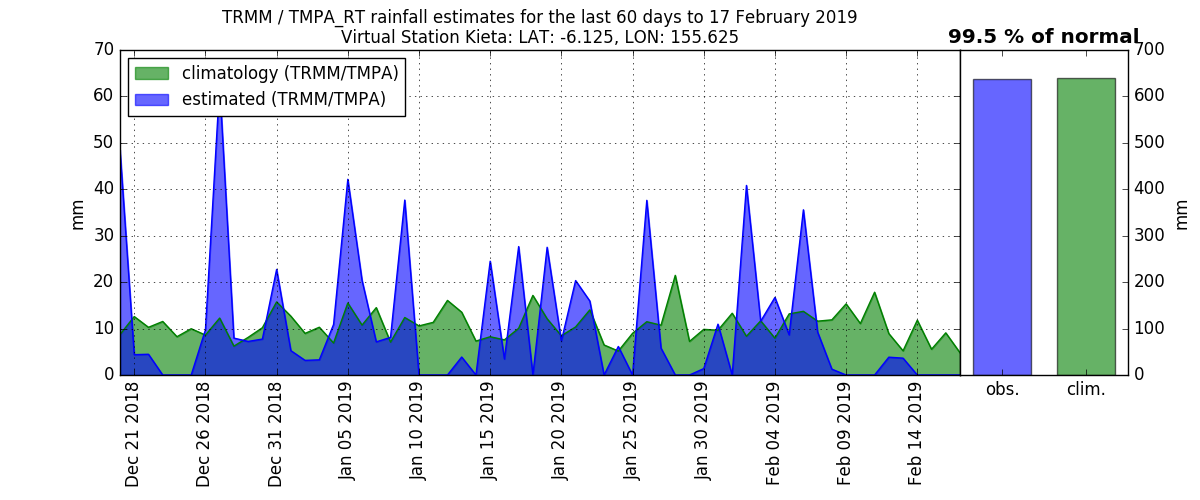 TRMM / TMPA_RT rainfall estimates for the last 60 days to 17 February 2019
Virtual Station Kieta: LAT: -6.125, LON: 155.625
99.5 % of normal
climatology (TRMM/TMPA)
estimated (TRMM/TMPA)
mm
70
60
50
40
30
20
10
0
Dec 21 2018
Dec 26 2018
Dec 31 2018
Jan 05 2019
Jan 10 2019
Jan 15 2019
Jan 20 2019
Jan 25 2019
Jan 30 2019
Feb 04 2019
Feb 09 2019
Feb 14 2019
obs.
clim.
700
600
500
400
300
200
100
0
mm